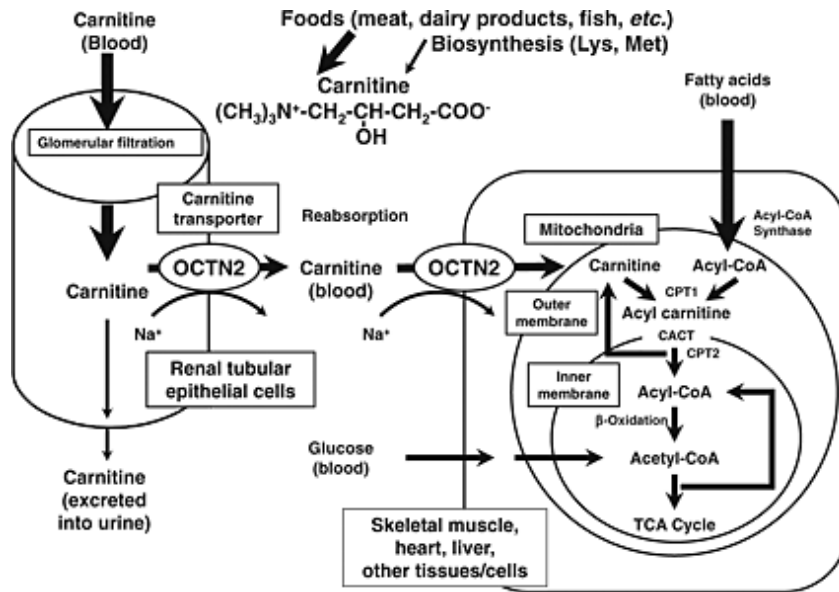 Carnitine
(Blood)
Foods (meat, dairy products, fish, etc.)
Biosynthesis (Lys, Met)
Carnitine
(CH₃)₃N⁺-CH₂-CH-CH₂-COO⁻
OH
Fatty acids
(blood)
Glomerular filtration
Carnitine
transporter
Reabsorption
Acyl-CoA
Synthase
Mitochondria
OCTN2
Carnitine
Carnitine
(blood)
OCTN2
Carnitine
Acyl-CoA
CPT1
Outer
membrane
Acyl carnitine
Na⁺
Na⁺
CACT
CPT2
Renal tubular
epithelial cells
Inner
membrane
Acyl-CoA
β-Oxidation
Glucose
(blood)
Acetyl-CoA
Carnitine
(excreted
into urine)
Skeletal muscle,
heart, liver,
other tissues/cells
TCA Cycle